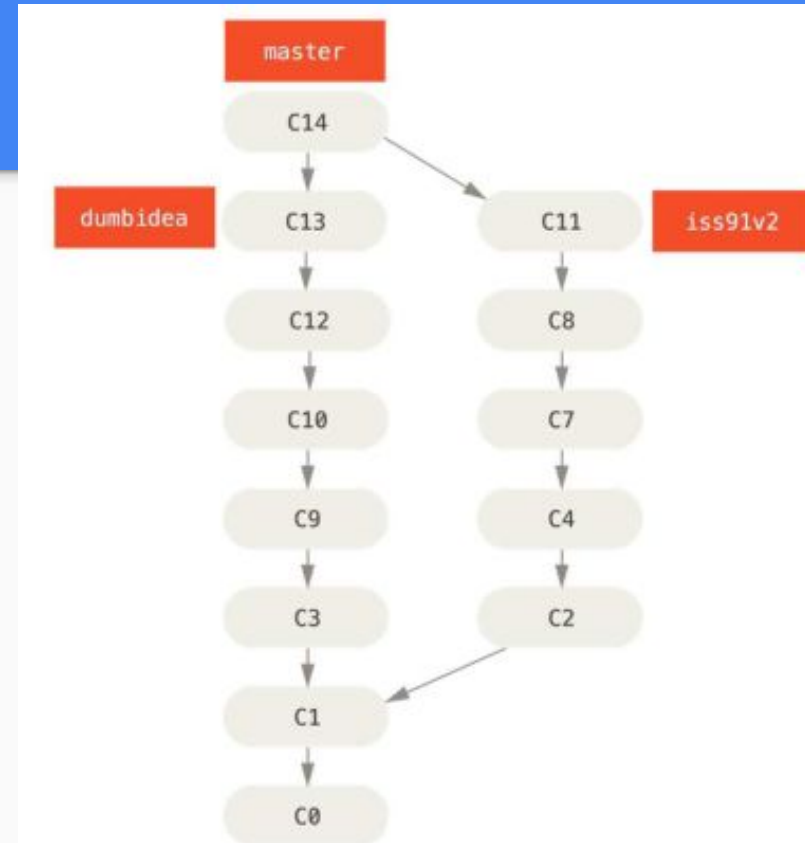 master
C14
dumbidea C13 C11 iss91v2
C12 C8
C10 C7
C9 C4
C3 C2
C1
C0